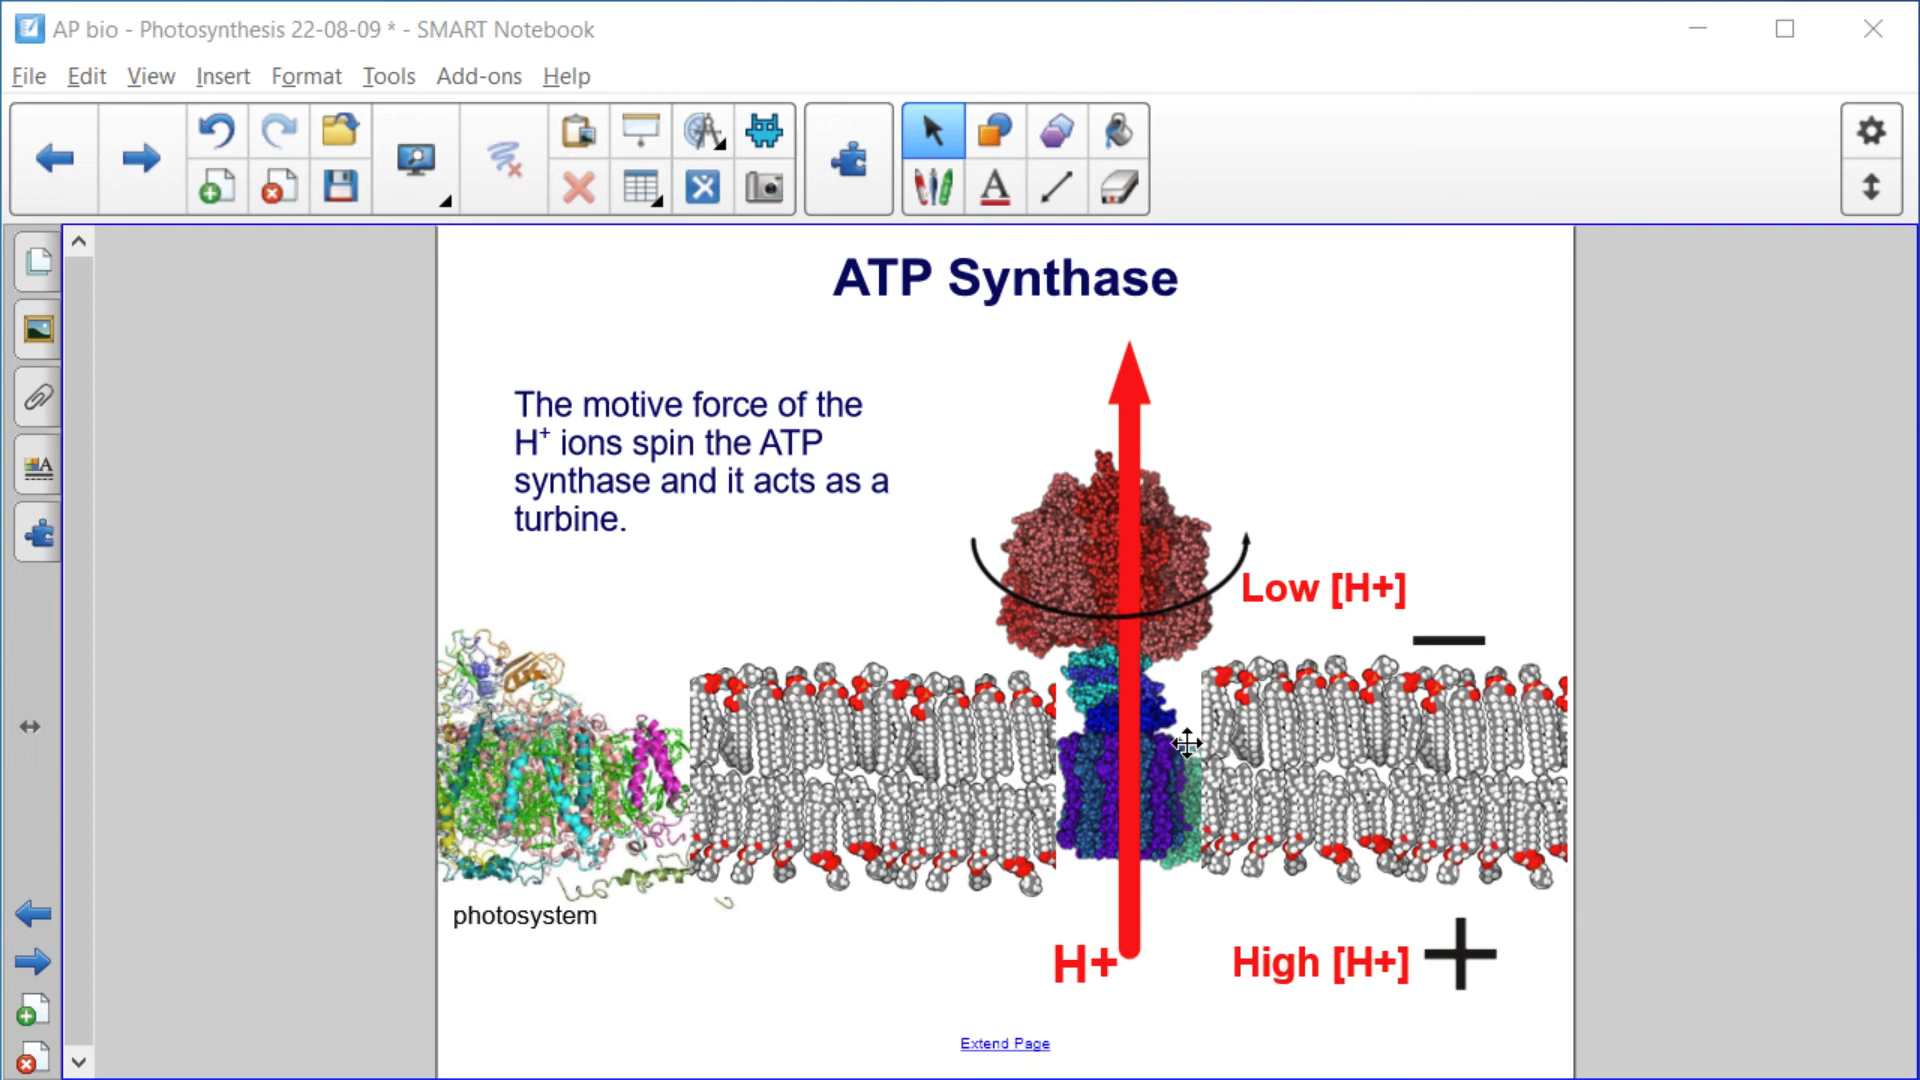 AP bio - Photosynthesis 22-08-09 * - SMART Notebook
File Edit View Insert Format Tools Add-ons Help
ATP Synthase
The motive force of the
H⁺ ions spin the ATP
synthase and it acts as a
turbine.
Low [H+]
photosystem
H+
High [H+]
Extend Page